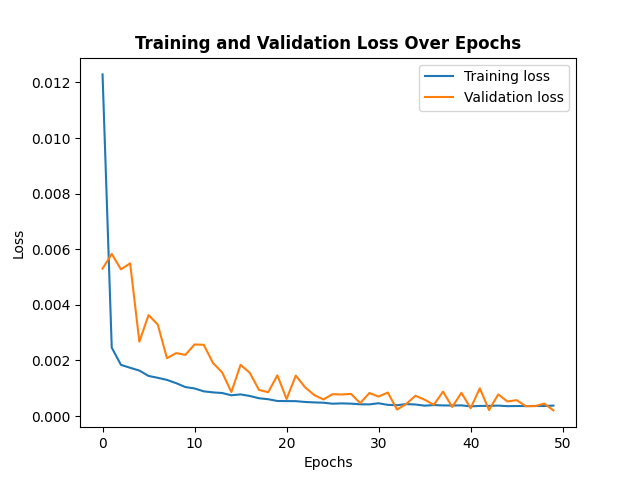 Training and Validation Loss Over Epochs
Training loss
Validation loss
0.012
0.010
0.008
0.006
0.004
0.002
0.000
Loss
0
10
20
30
40
50
Epochs